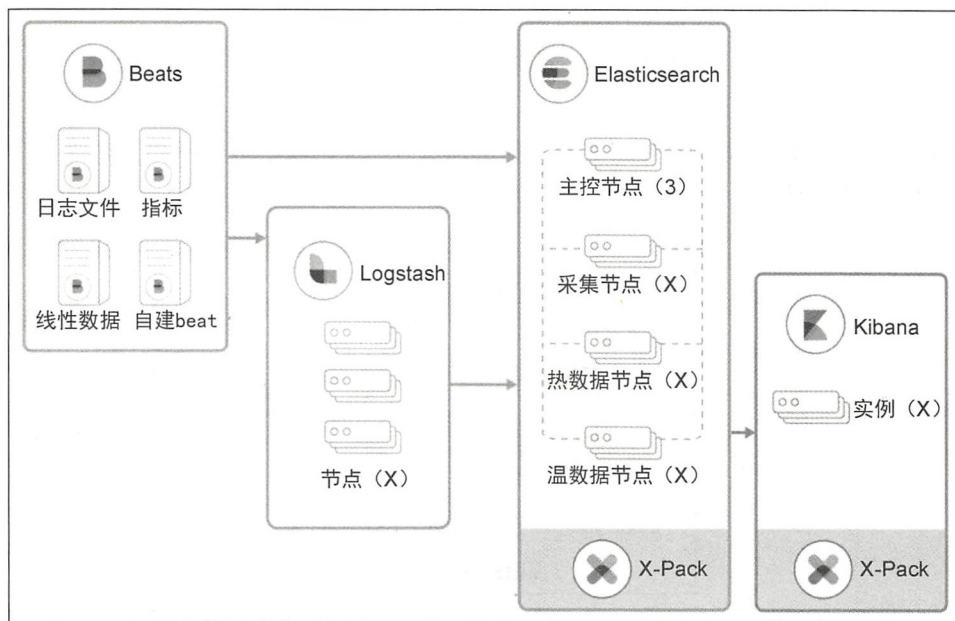 Beats
日志文件
指标
线性数据
自建beat
Logstash
节点（X）
Elasticsearch
主控节点（3）
采集节点（X）
热数据节点（X）
温数据节点（X）
X-Pack
Kibana
实例（X）
X-Pack